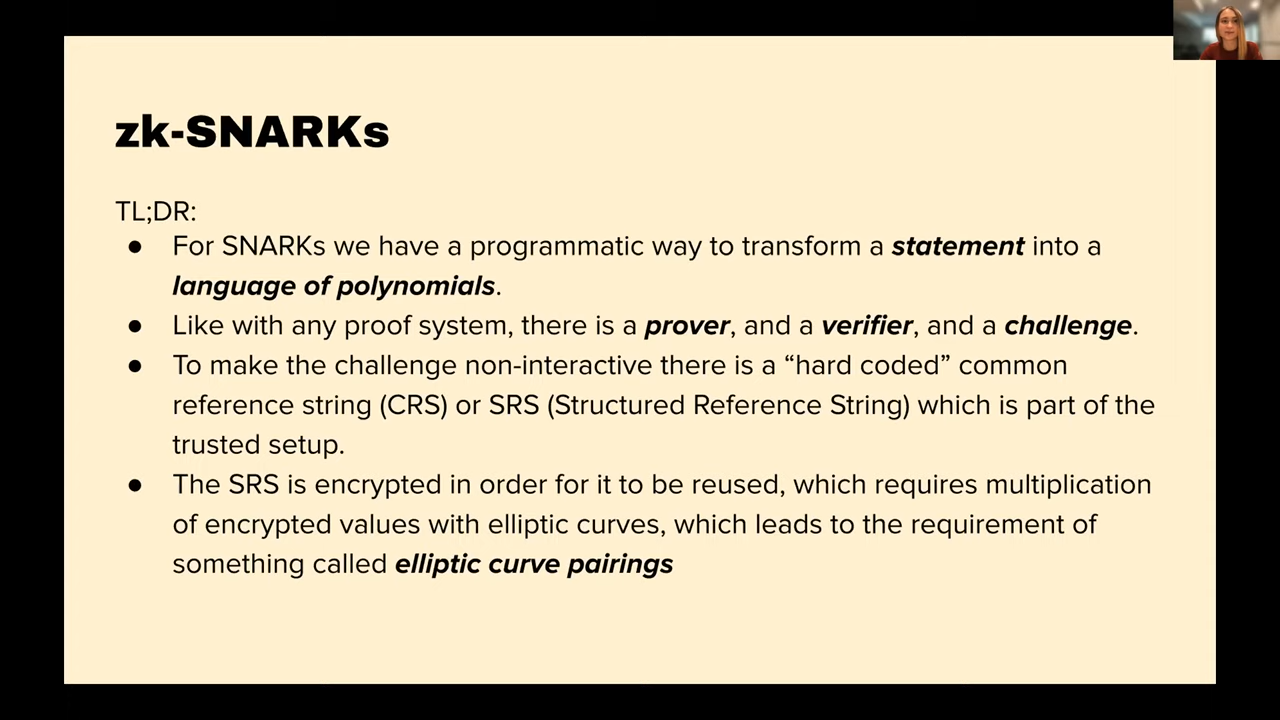 zk-SNARKs
TL;DR:
● For SNARKs we have a programmatic way to transform a statement into a
language of polynomials.
● Like with any proof system, there is a prover, and a verifier, and a challenge.
● To make the challenge non-interactive there is a “hard coded” common
reference string (CRS) or SRS (Structured Reference String) which is part of the
trusted setup.
● The SRS is encrypted in order for it to be reused, which requires multiplication
of encrypted values with elliptic curves, which leads to the requirement of
something called elliptic curve pairings